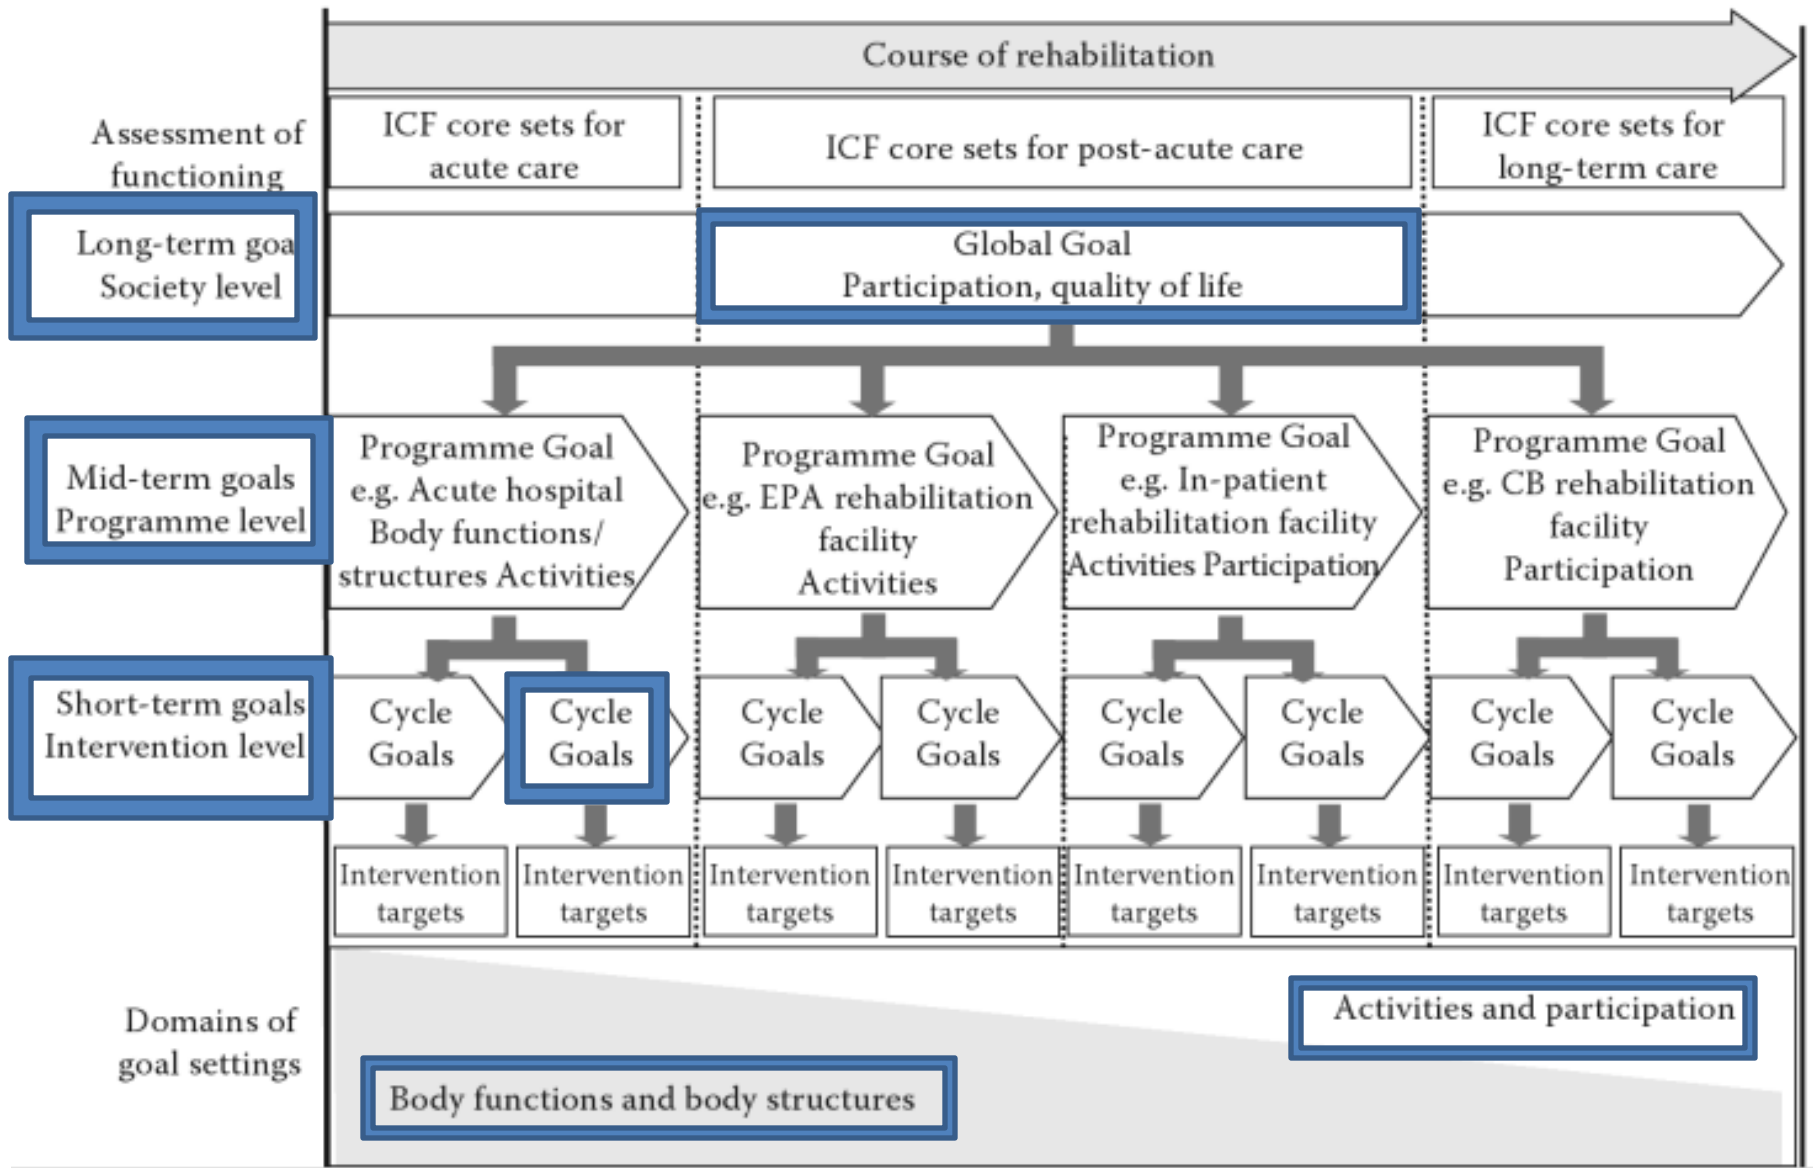 Course of rehabilitation
Assessment of
functioning
ICF core sets for
acute care
ICF core sets for post-acute care
ICF core sets for
long-term care
Long-term goa
Society level
Global Goal
Participation, quality of life
Mid-term goals
Programme level
Programme Goal
e.g. Acute hospital
Body functions/
structures Activities
Programme Goal
e.g. EPA rehabilitation
facility
Activities
Programme Goal
e.g. In-patient
rehabilitation facility
Activities Participation
Programme Goal
e.g. CB rehabilitation
facility
Participation
Short-term goals
Intervention level
Cycle
Goals
Cycle
Goals
Cycle
Goals
Cycle
Goals
Cycle
Goals
Cycle
Goals
Cycle
Goals
Cycle
Goals
Intervention
targets
Intervention
targets
Intervention
targets
Intervention
targets
Intervention
targets
Intervention
targets
Intervention
targets
Intervention
targets
Domains of
goal settings
Activities and participation
Body functions and body structures